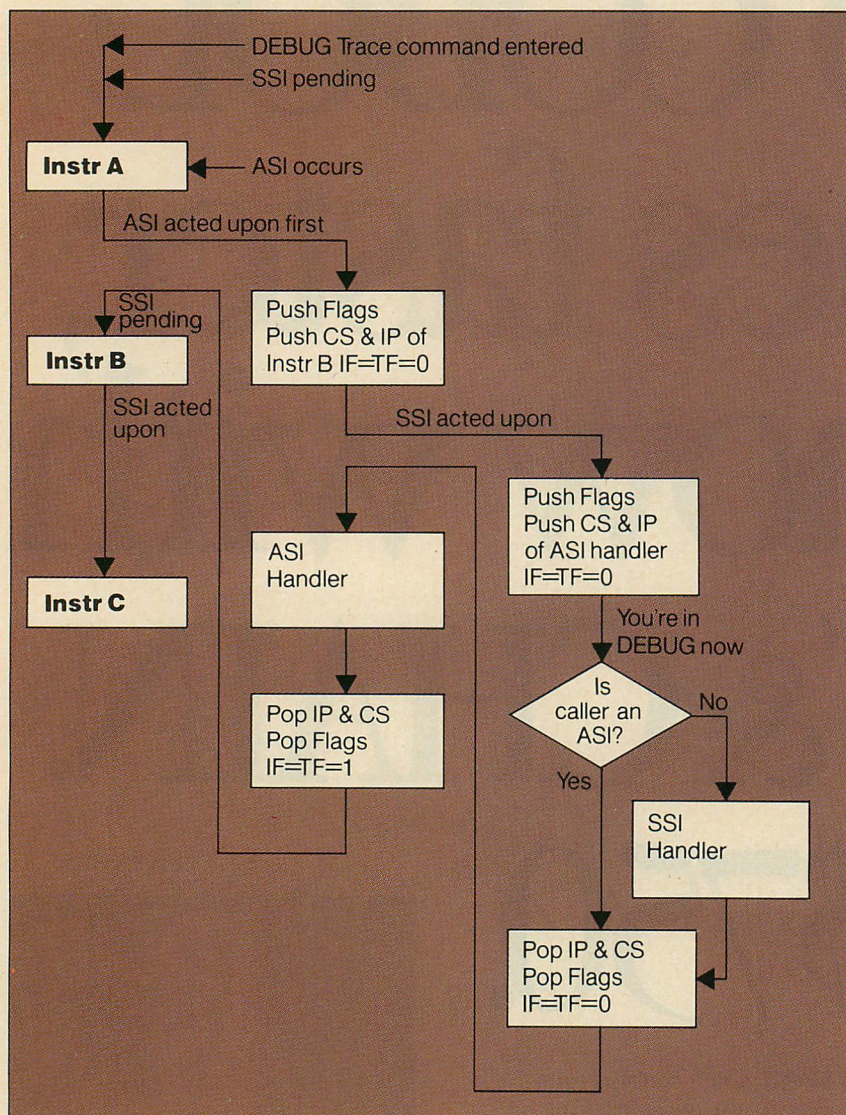 DEBUG Trace command entered
SSI pending
Instr A
ASI occurs
ASI acted upon first
Push Flags
Push CS & IP of
Instr B IF=TF=0
SSI
pending
Instr B
SSI acted
upon
SSI acted upon
Push Flags
Push CS & IP
of ASI handler
IF=TF=0
ASI
Handler
Instr C
You're in
DEBUG now
Is
caller an
ASI?
No
Yes
Pop IP & CS
Pop Flags
IF=TF=1
SSI
Handler
Pop IP & CS
Pop Flags
IF=TF=0